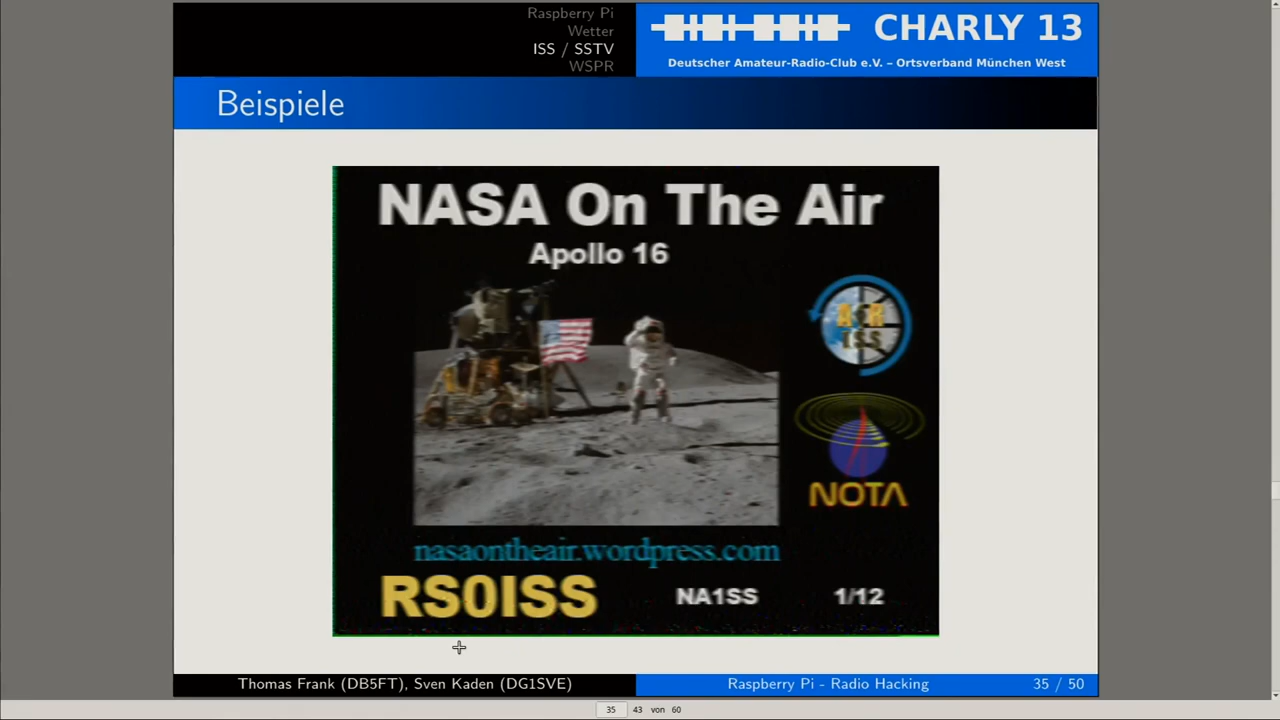 Raspberry Pi
Wetter
ISS / SSTV
WSPR
CHARLY 13
Deutscher Amateur-Radio-Club e.V. – Ortsverband München West
Beispiele
NASA On The Air
Apollo 16
NOTA
nasaontheair.wordpress.com
RS0ISS
NA1SS
1/12
Thomas Frank (DB5FT), Sven Kaden (DG1SVE)
Raspberry Pi - Radio Hacking
35 / 50
35
43 von 60